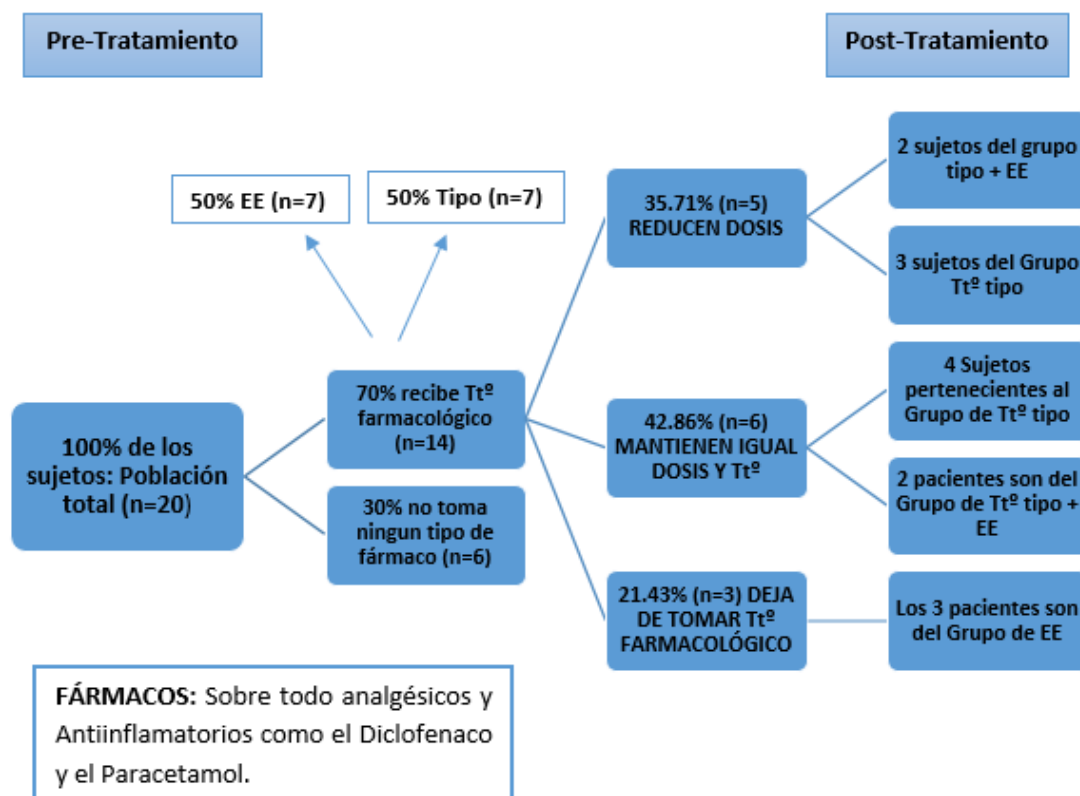 Pre-Tratamiento
Post-Tratamiento
50% EE (n=7)
50% Tipo (n=7)
100% de los
sujetos: Población
total (n=20)
70% recibe Ttº
farmacológico
(n=14)
30% no toma
ningun tipo de
fármaco (n=6)
35.71% (n=5)
REDUCEN DOSIS
42.86% (n=6)
MANTIENEN IGUAL
DOSIS Y Ttº
21.43% (n=3) DEJA
DE TOMAR Ttº
FARMACOLÓGICO
2 sujetos del grupo
tipo + EE
3 sujetos del Grupo
Ttº tipo
4 Sujetos
pertenecientes al
Grupo de Ttº tipo
2 pacientes son del
Grupo de Ttº tipo +
EE
Los 3 pacientes son
del Grupo de EE
FÁRMACOS: Sobre todo analgésicos y
Antiinflamatorios como el Diclofenaco
y el Paracetamol.